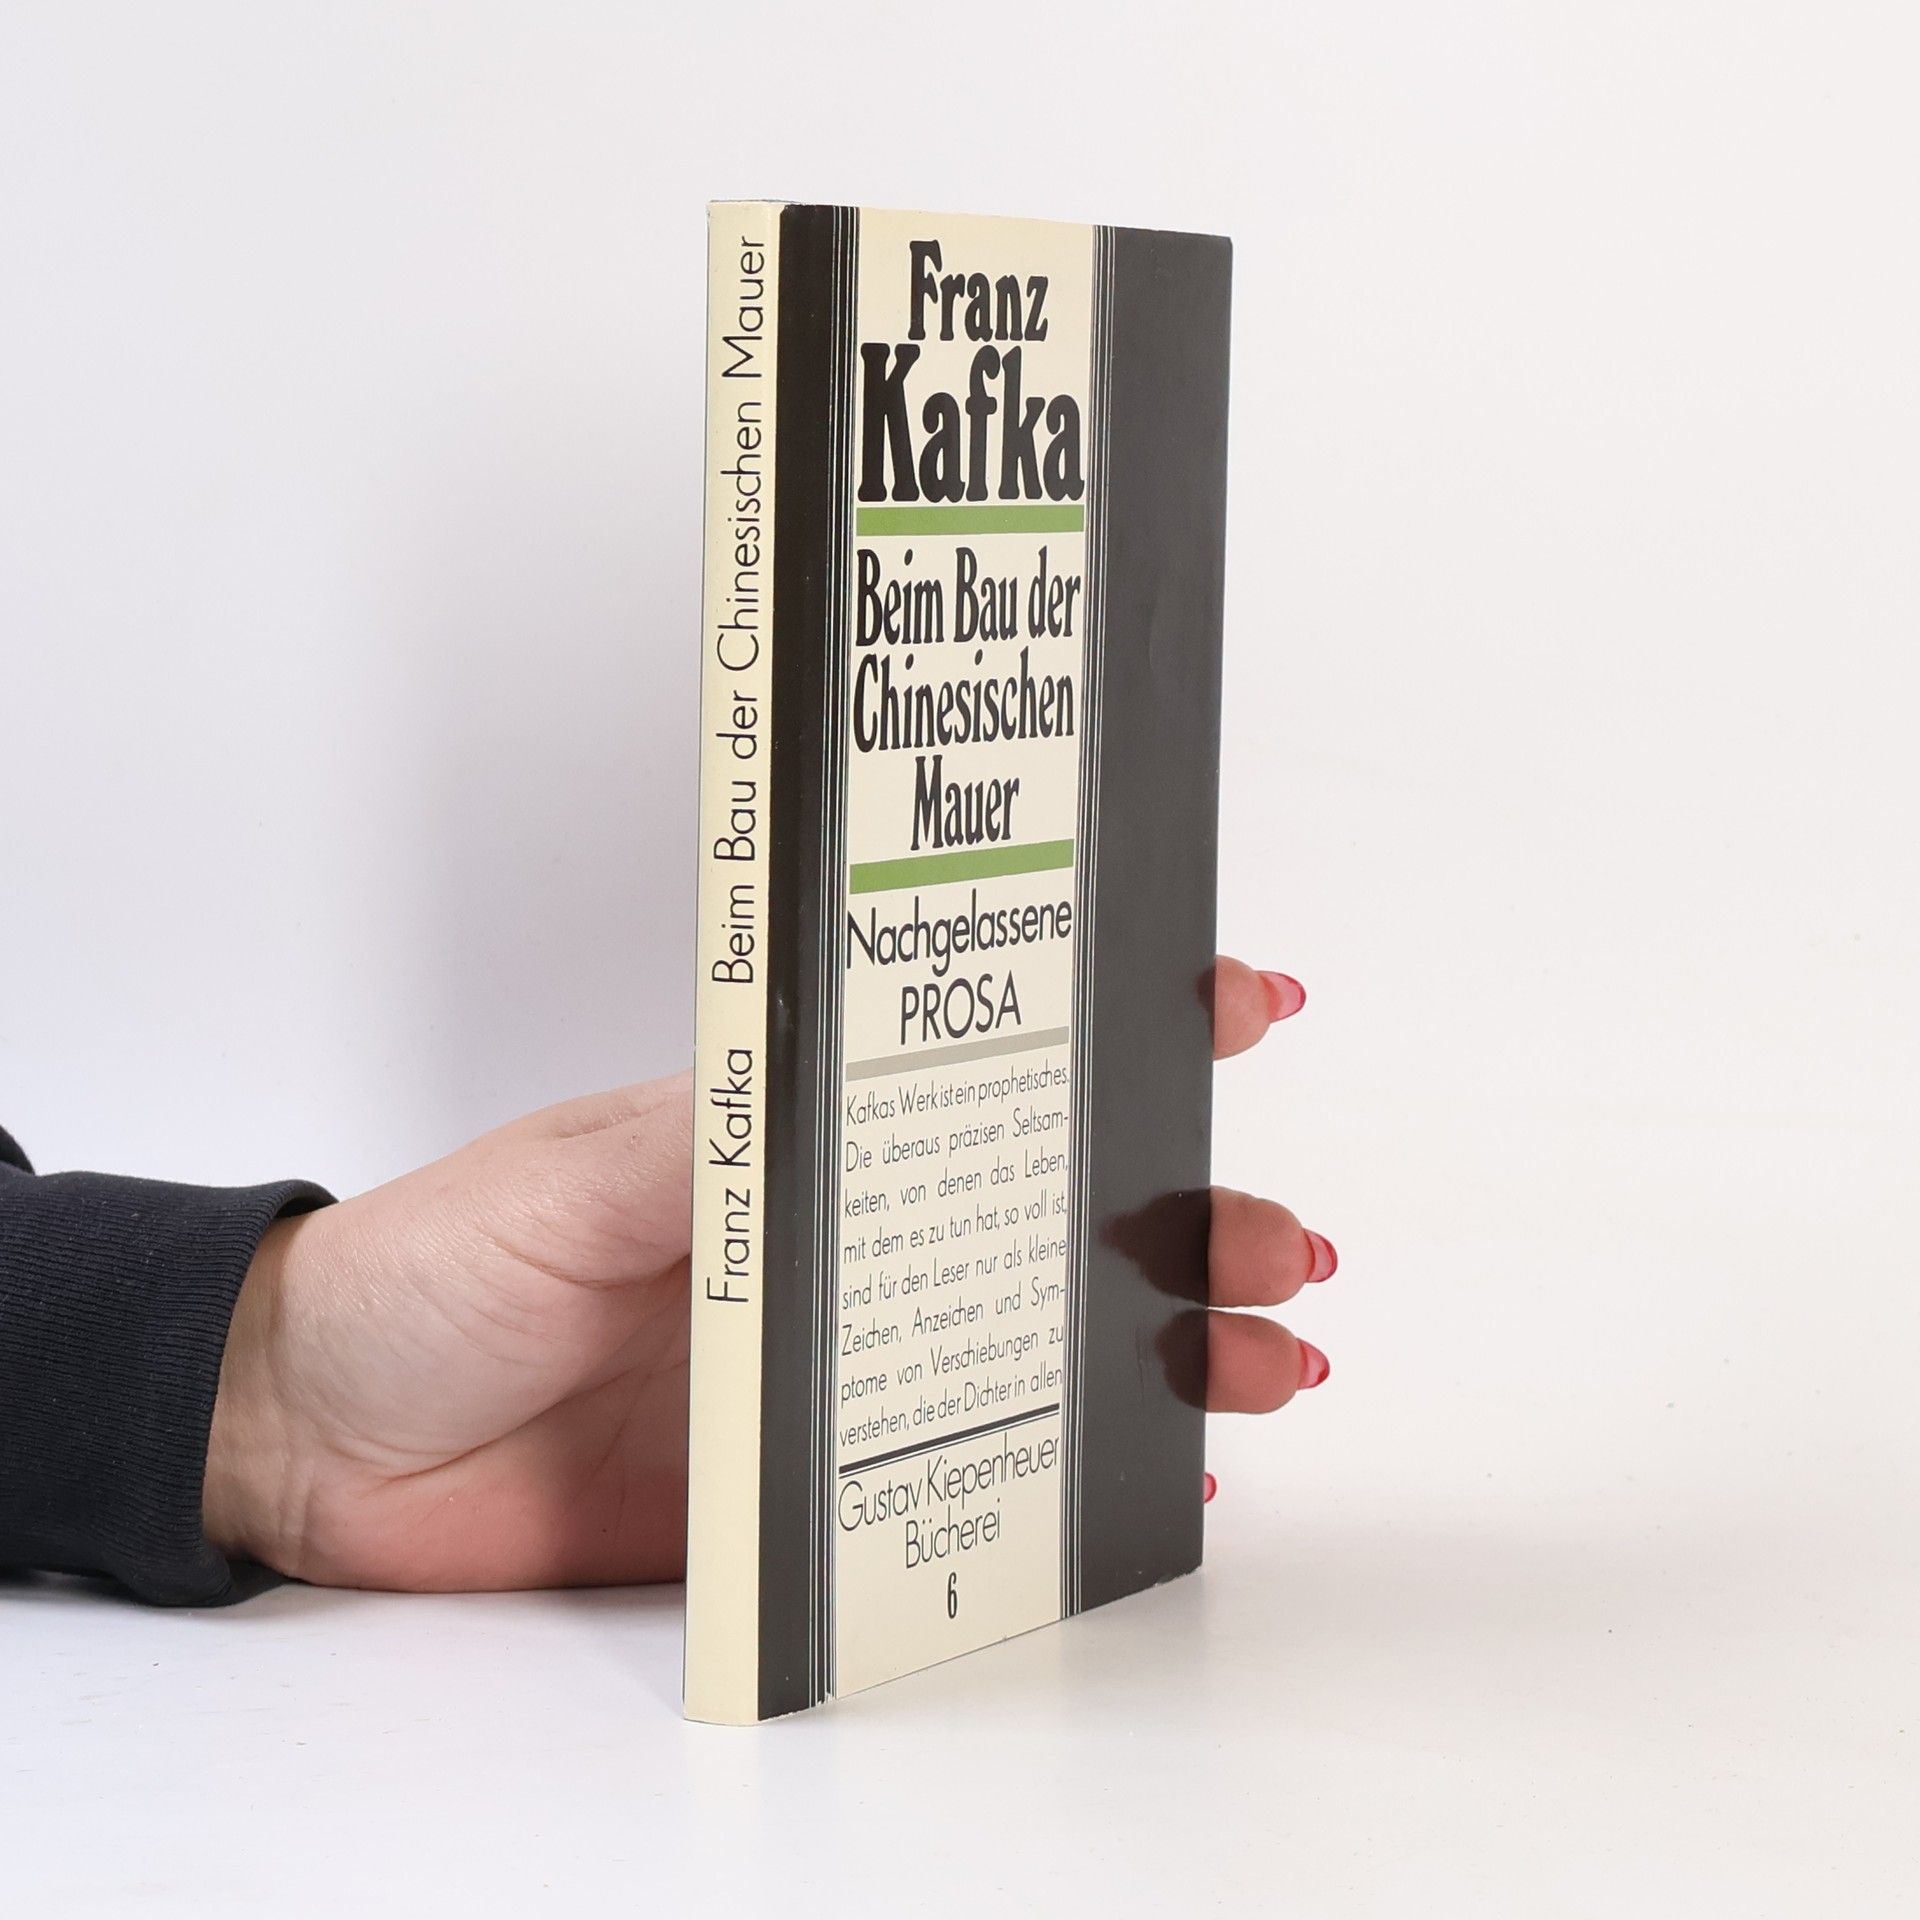 Franz Kafka Beim Bau der Chinesischen Mauer
Franz
Kafka
Beim Bau der
Chinesischen
Mauer
Nachgelassene
PROSA
Kafkas Werk ist ein prophetisches.
Die überaus präzisen Seltsam-
keiten, von denen das Leben,
mit dem es zu tun hat, so voll ist,
sind für den Leser nur als kleine
Zeichen, Anzeichen und Sym-
ptome von Verschiebungen zu
verstehen, die der Dichter in allen
Gustav Kiepenheuer
Bücherei
6